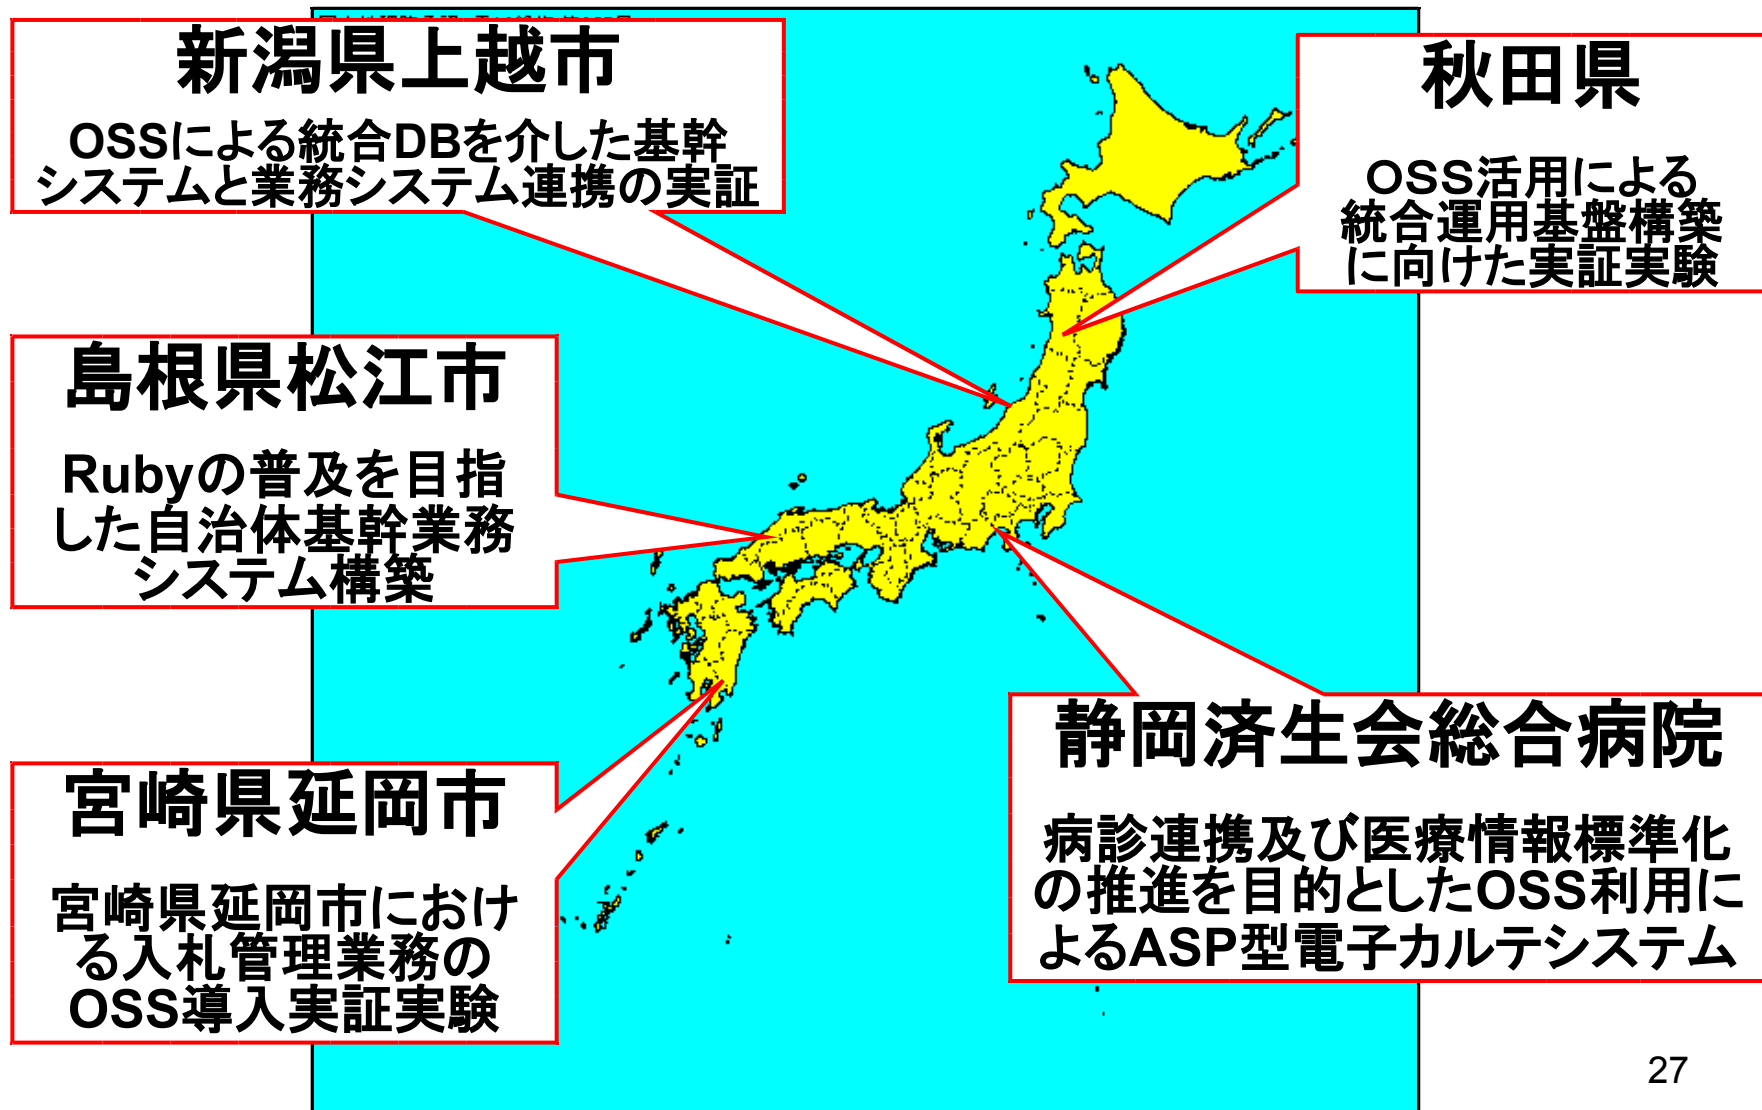 新潟県上越市
OSSによる統合DBを介した基幹
システムと業務システム連携の実証
秋田県
OSS活用による
統合運用基盤構築
に向けた実証実験
島根県松江市
Rubyの普及を目指
した自治体基幹業務
システム構築
静岡済生会総合病院
病診連携及び医療情報標準化
の推進を目的としたOSS利用に
よるASP型電子カルテシステム
宮崎県延岡市
宮崎県延岡市におけ
る入札管理業務の
OSS導入実証実験
27